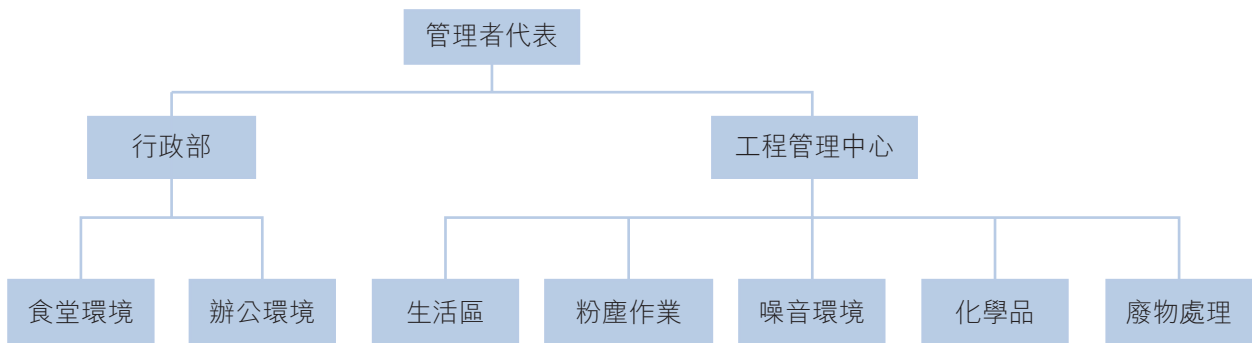 管理者代表
行政部
工程管理中心
食堂環境
辦公環境
生活區
粉塵作業
噪音環境
化學品
廢物處理